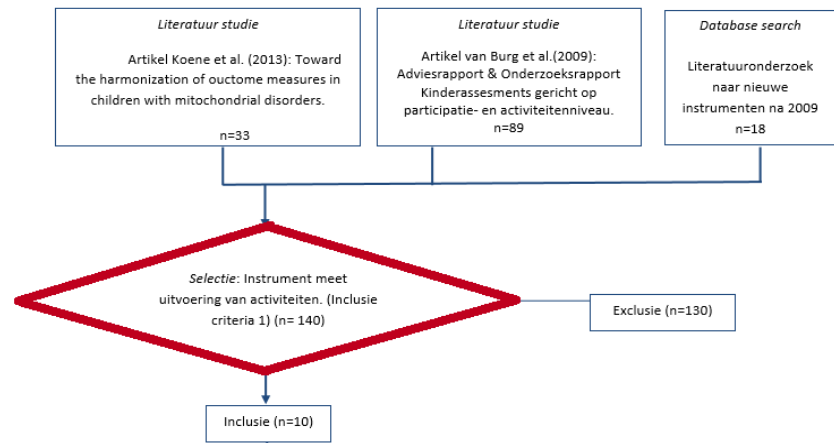 Literatuur studie
Artikel Koene et al. (2013): Toward
the harmonization of ouctome measures in
children with mitochondrial disorders.
n=33
Literatuur studie
Artikel van Burg et al.(2009):
Adviesrapport & Onderzoeksrapport
Kinderassesments gericht op
participatie- en activiteitenniveau.
n=89
Database search
Literatuuronderzoek
naar nieuwe
instrumenten na 2009
n=18
Selectie: Instrument meet
uitvoering van activiteiten. (Inclusie
criteria 1) (n= 140)
Exclusie (n=130)
Inclusie (n=10)